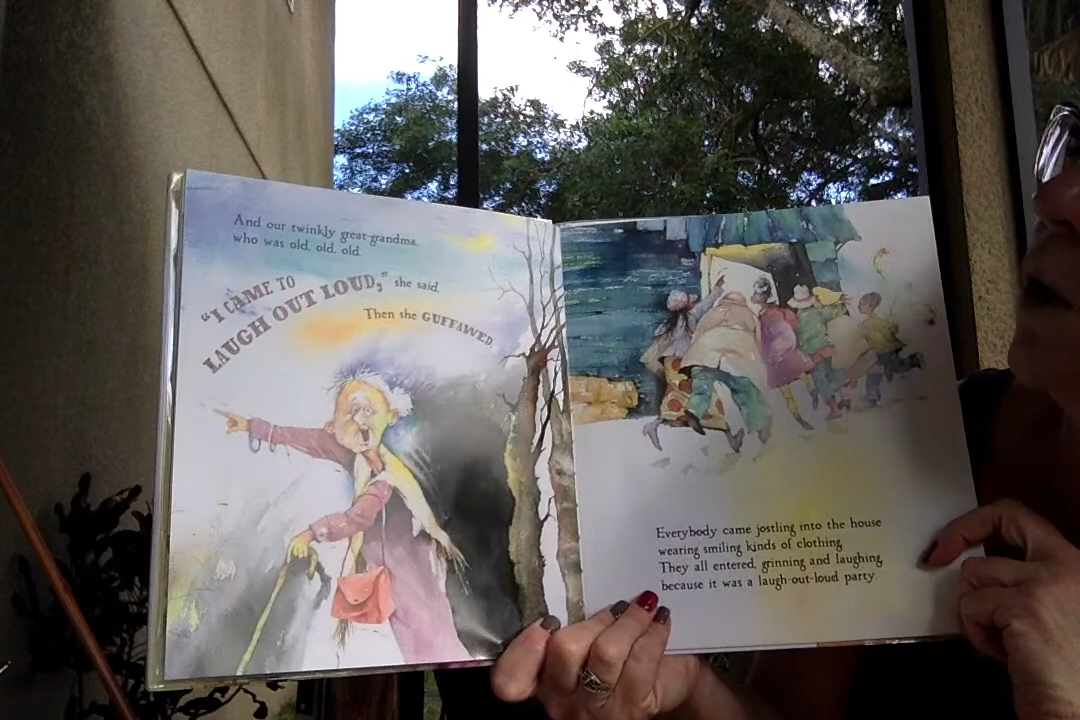 And our twinkly great-grandma,
who was old, old, old.
"I CAME TO
LAUGH OUT LOUD," she said.
Then she GUFFAWED.
Everybody came jostling into the house
wearing smiling kinds of clothing.
They all entered, grinning and laughing,
because it was a laugh-out-loud party.